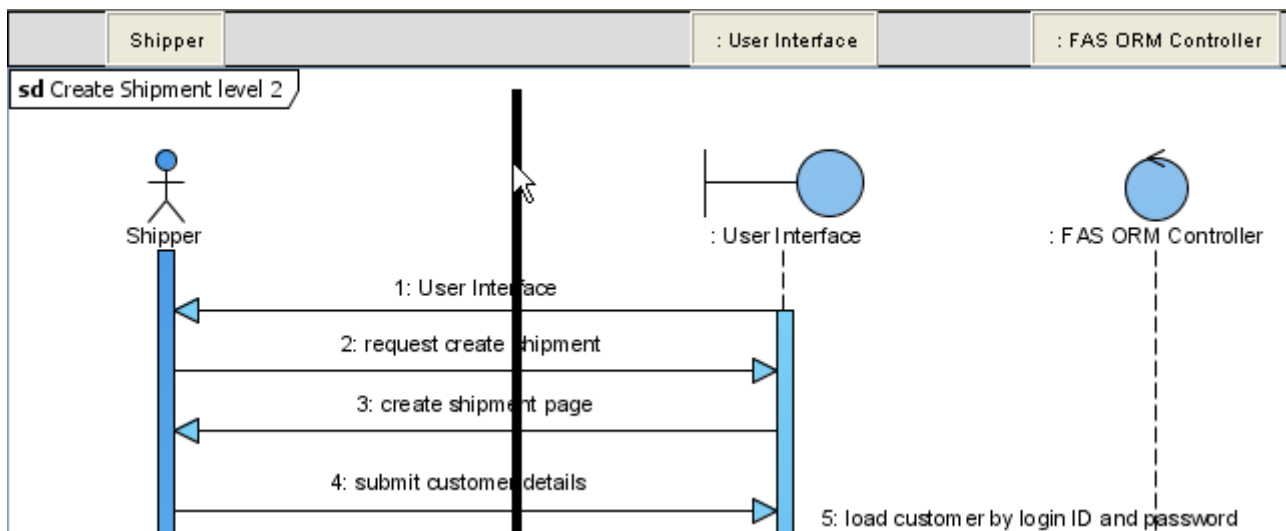 Shipper
: User Interface
: FAS ORM Controller
sd Create Shipment level 2
Shipper
: User Interface
: FAS ORM Controller
1: User Interface
2: request create shipment
3: create shipment page
4: submit customer details
5: load customer by login ID and password